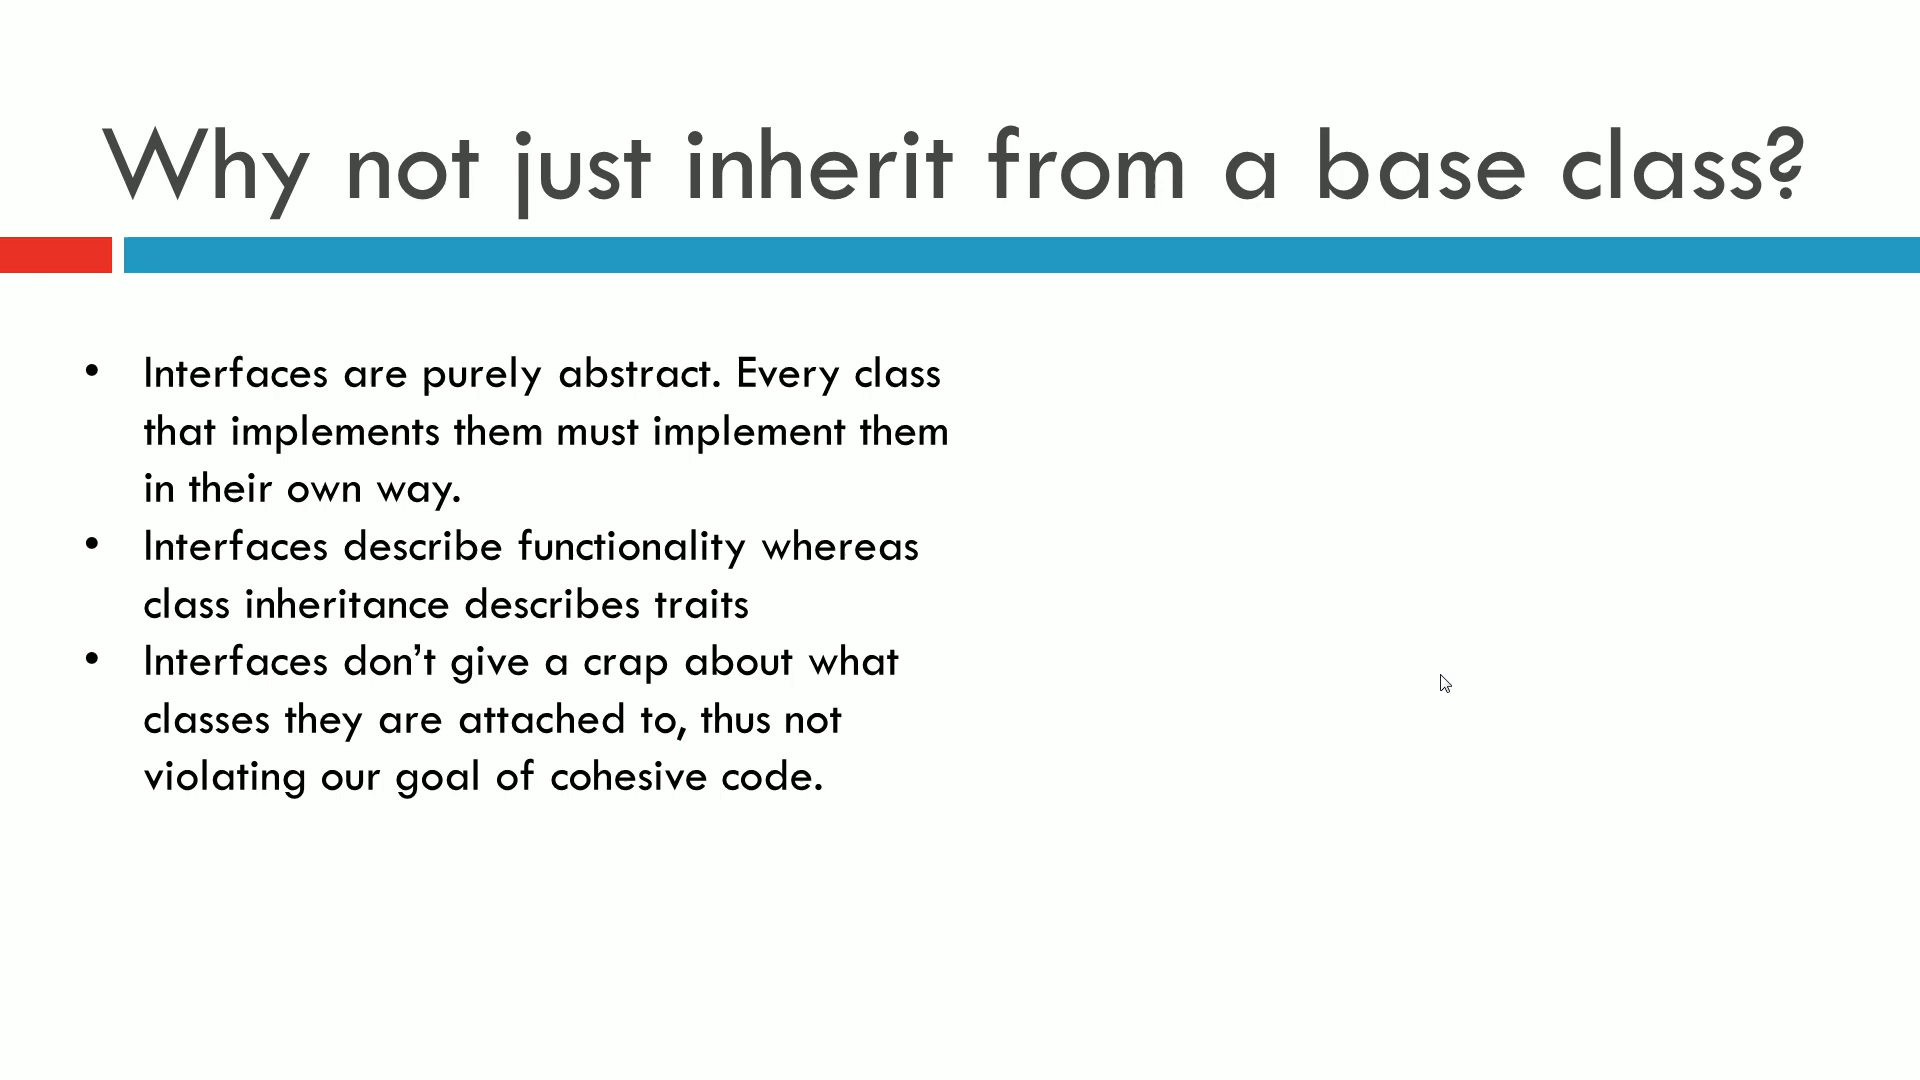 Why not just inherit from a base class?
• Interfaces are purely abstract. Every class
that implements them must implement them
in their own way.
• Interfaces describe functionality whereas
class inheritance describes traits
• Interfaces don’t give a crap about what
classes they are attached to, thus not
violating our goal of cohesive code.